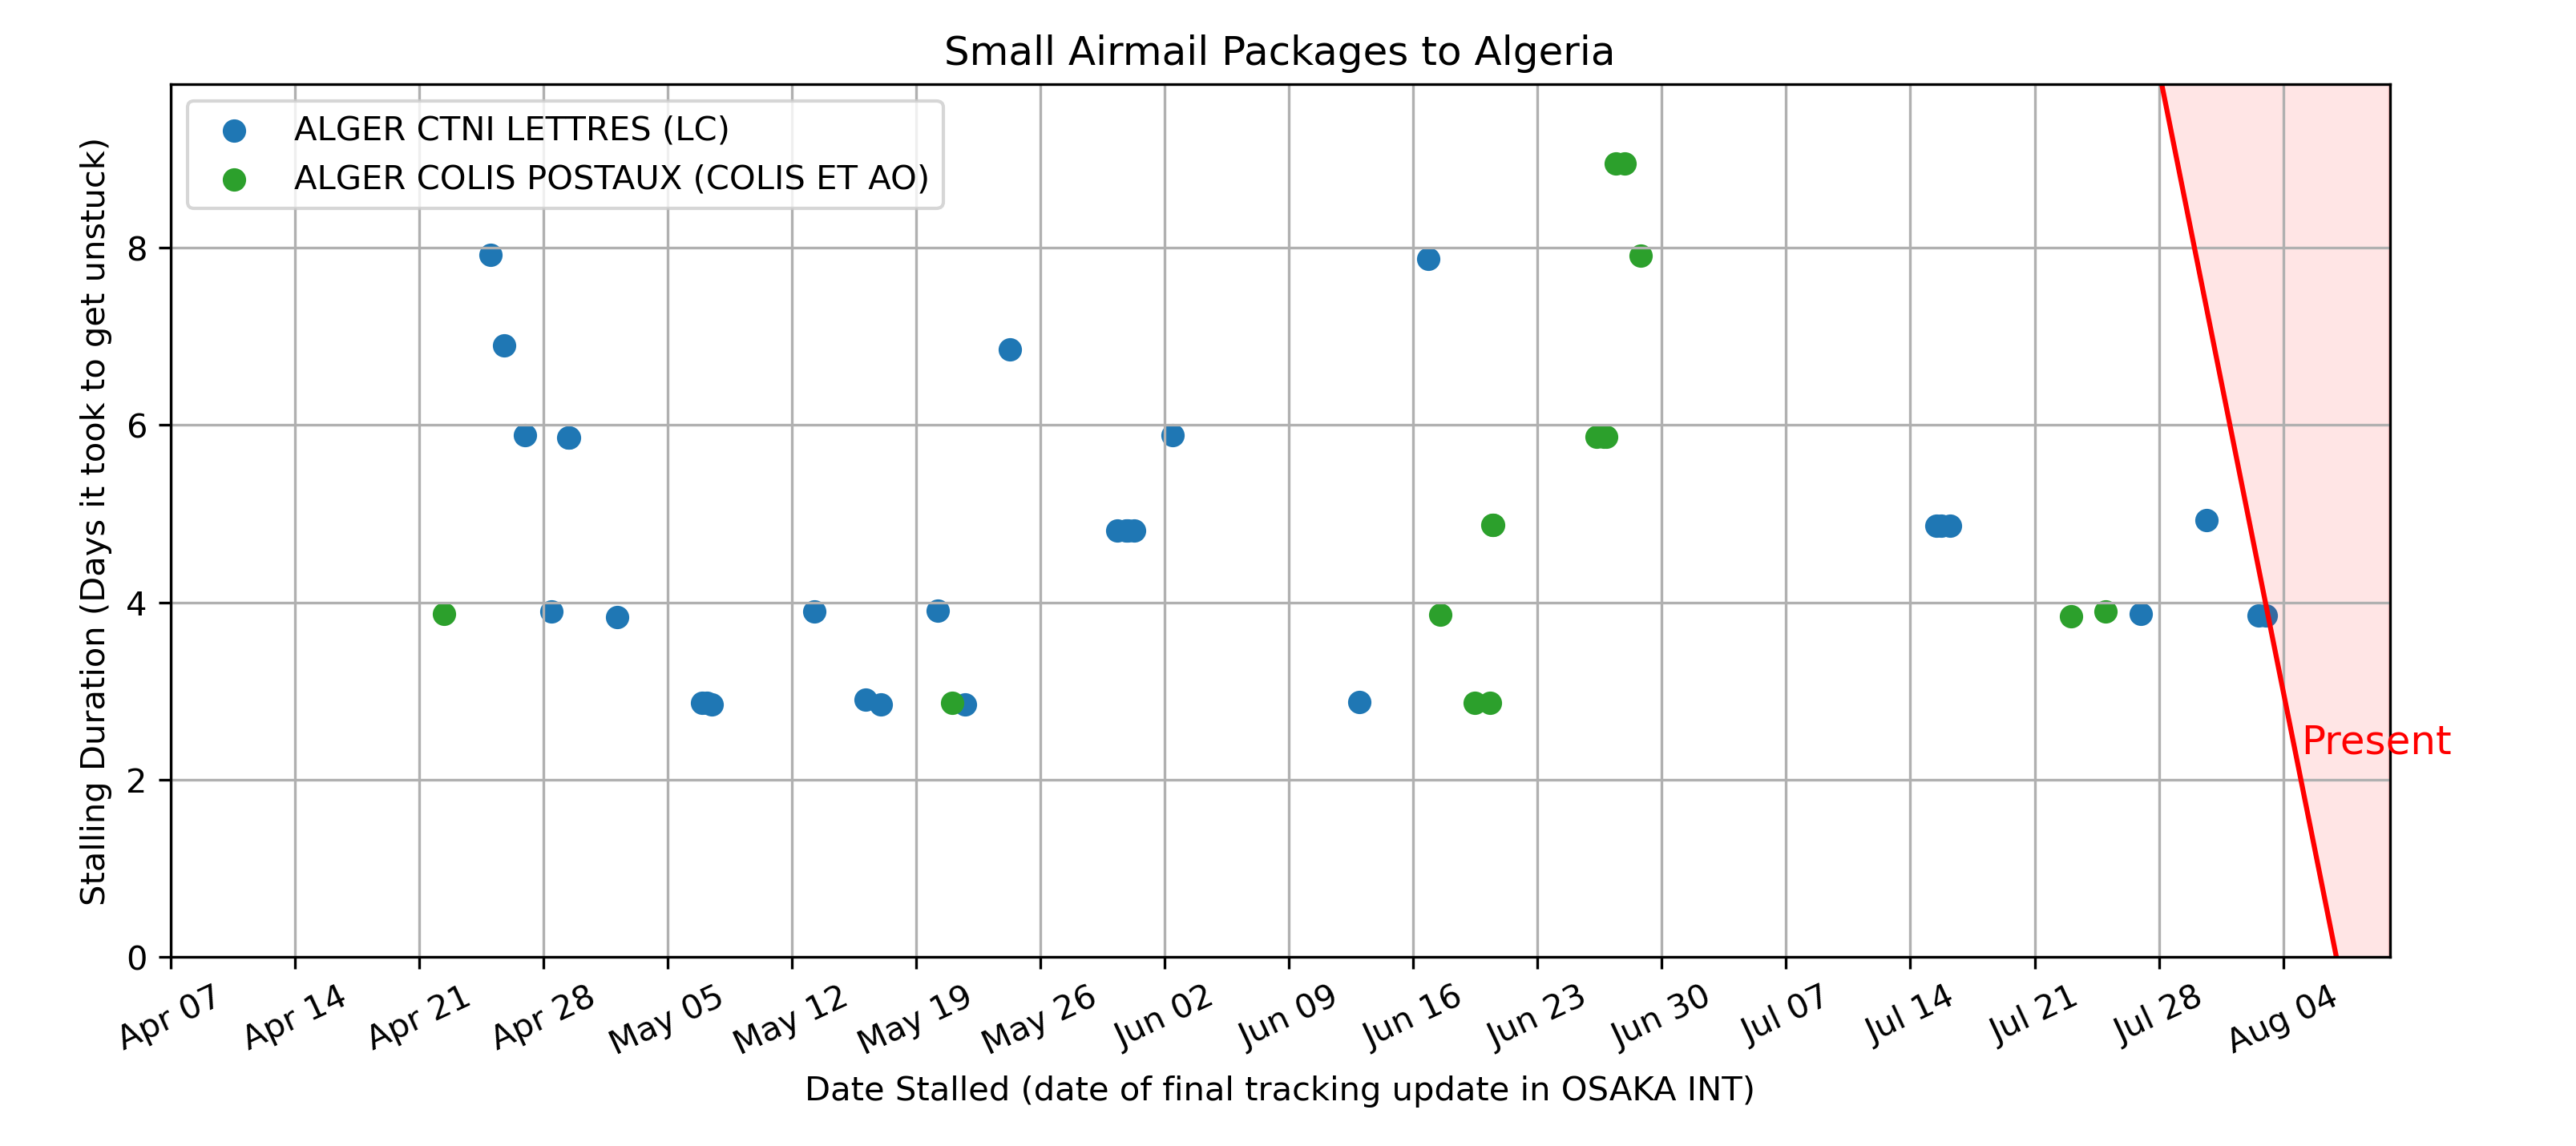 Small Airmail Packages to Algeria
ALGER CTNI LETTRES (LC)
ALGER COLIS POSTAUX (COLIS ET AO)
Stalling Duration (Days it took to get unstuck)
8
6
4
2
0
Present
Apr 07
Apr 14
Apr 21
Apr 28
May 05
May 12
May 19
May 26
Jun 02
Jun 09
Jun 16
Jun 23
Jun 30
Jul 07
Jul 14
Jul 21
Jul 28
Aug 04
Date Stalled (date of final tracking update in OSAKA INT)